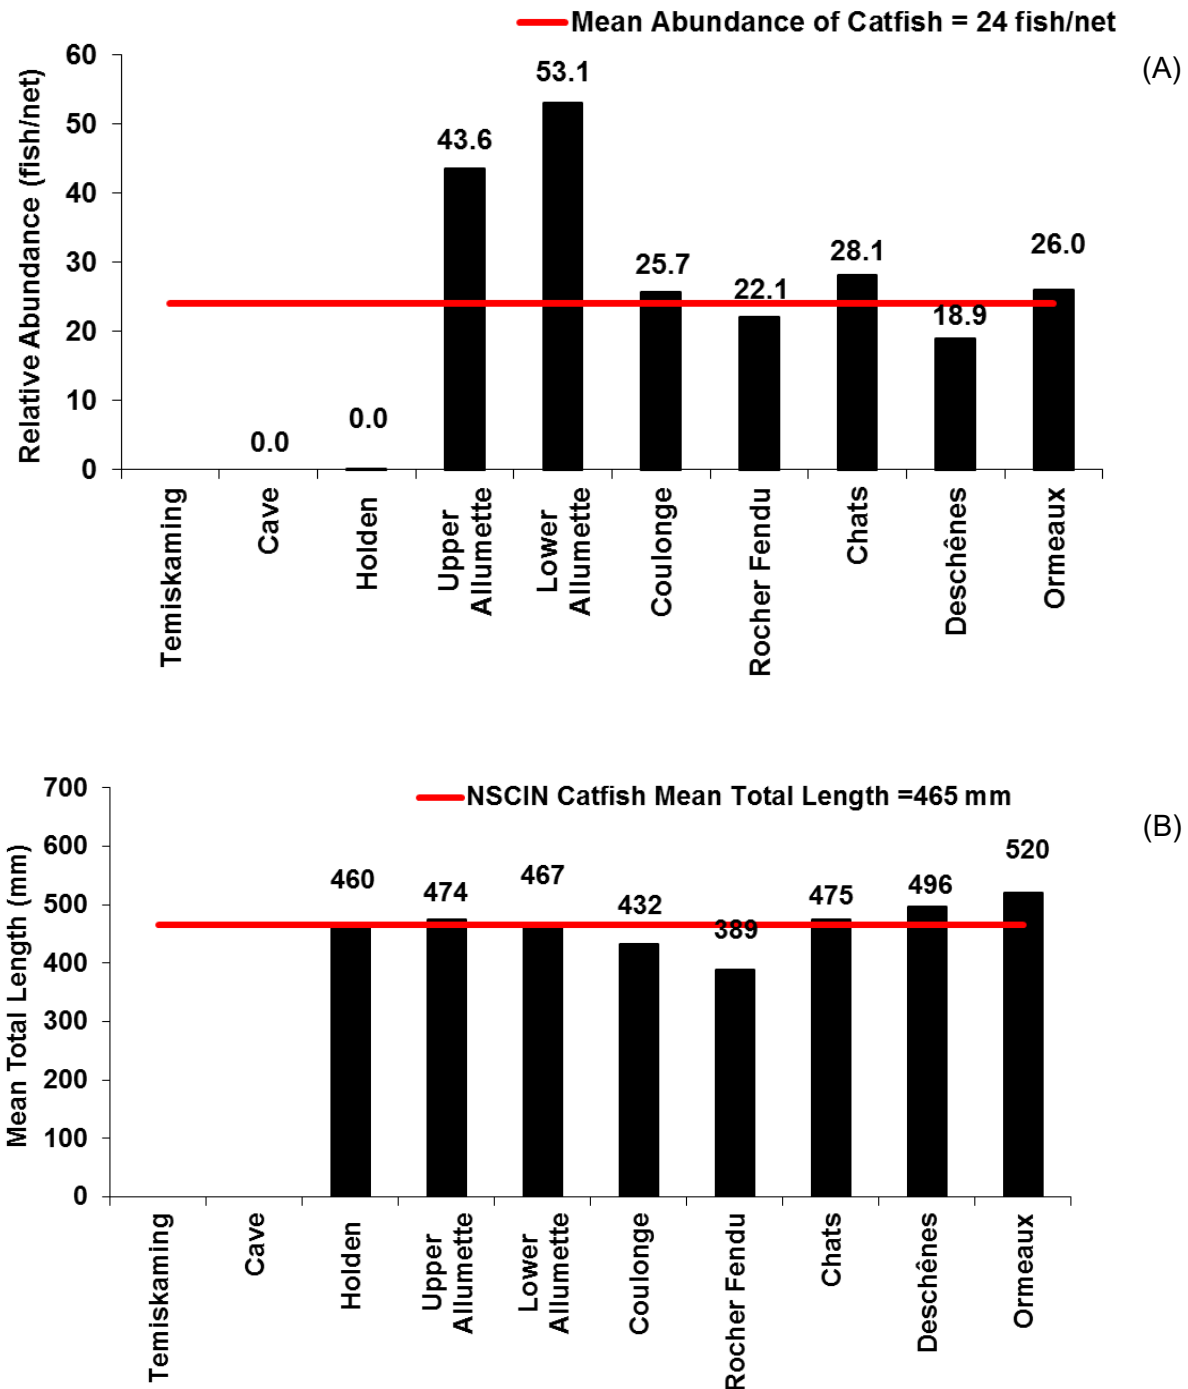 Mean Abundance of Catfish = 24 fish/net
(A)
Relative Abundance (fish/net)
60
50
40
30
20
10
0
0.0
0.0
43.6
53.1
25.7
22.1
28.1
18.9
26.0
Temiskaming
Cave
Holden
Upper
Allumette
Lower
Allumette
Coulonge
Rocher Fendu
Chats
Deschênes
Ormeaux
NSCIN Catfish Mean Total Length =465 mm
(B)
Mean Total Length (mm)
700
600
500
400
300
200
100
0
460
474
467
432
389
475
496
520
Temiskaming
Cave
Holden
Upper
Allumette
Lower
Allumette
Coulonge
Rocher Fendu
Chats
Deschênes
Ormeaux